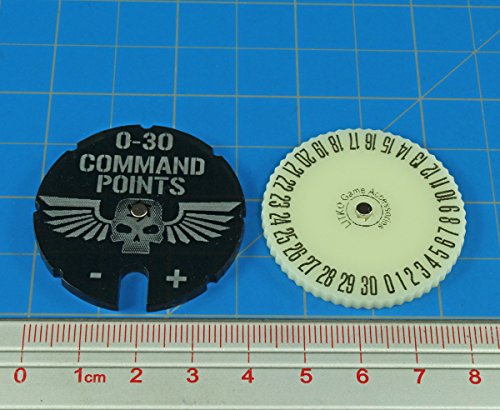 0-30
COMMAND
POINTS
- +
LITKO Game Accessories
0 1 2 3 4 5 6 7 8 9 10 11 12 13 14 15 16 17 18 19 20 21 22 23 24 25 26 27 28 29 30
0 1cm 2 3 4 5 6 7 8